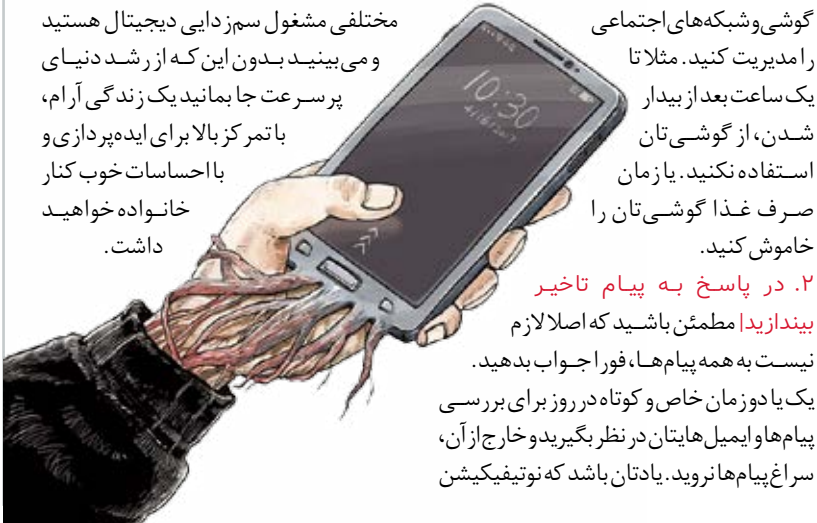 گوشی و شبکه‌های اجتماعی
را مدیریت کنید. مثلا تا
یک ساعت بعد از بیدار
شدن، از گوشی‌تان
استفاده نکنید. یا زمان
صرف غذا گوشی‌تان را
خاموش کنید.
۲. در پاسخ به پیام تاخیر
بیندازید| مطمئن باشید که اصلا لازم
نیست به همه پیام‌ها، فورا جواب بدهید.
یک یا دو زمان خاص و کوتاه در روز برای بررسی
پیام‌ها و ایمیل‌هایتان در نظر بگیرید و خارج از آن،
سراغ پیام‌ها نروید. یادتان باشد که نوتیفیکیشن
مختلفی مشغول سم‌زدایی دیجیتال هستید
و می‌بینید بدون این که از رشد دنیای
پرسرعت جا بمانید یک زندگی آرام،
با تمرکز بالا برای ایده‌پردازی و
با احساسات خوب کنار
خانواده خواهید
داشت.
10:30
4/16/2017